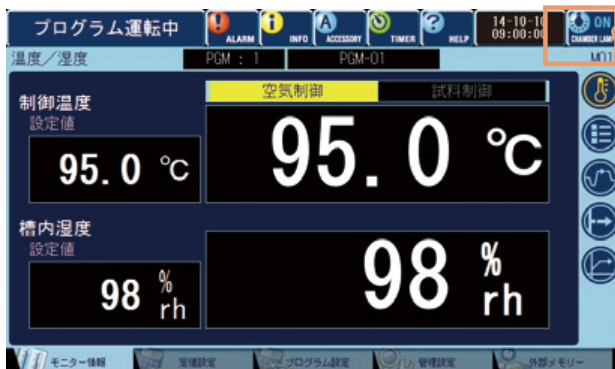 プログラム運転中
ALARM
INFO
ACCESSORY
TIMER
HELP
14-10-10
09:00:00
ON
CHAMBER LAMP
温度/湿度
PGM : 1
PGM-01
M01
空気制御
試料制御
制御温度
設定値
95.0 ℃
95.0 ℃
槽内湿度
設定値
98 % rh
98 % rh
モニター情報
定値設定
プログラム設定
管理設定
外部メモリー